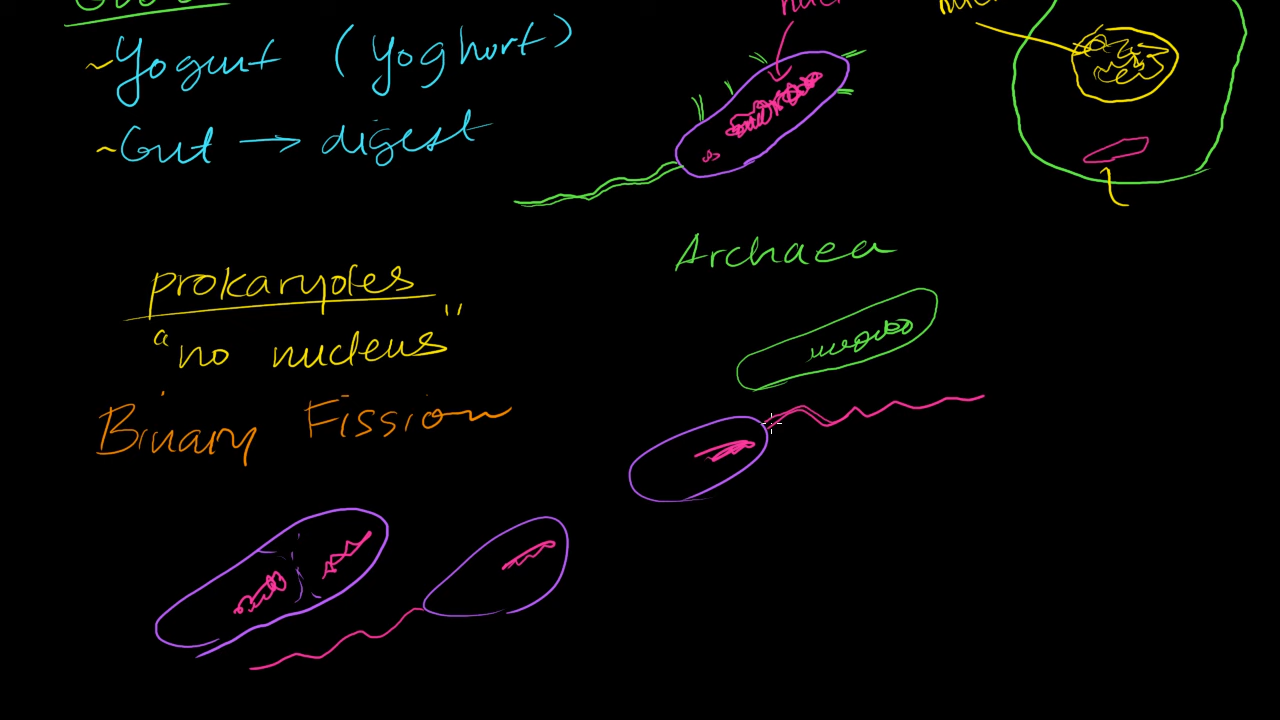 ~Yogurt (Yoghurt)
~Gut → digest
Archaea
prokaryotes
"no nucleus"
Binary Fission